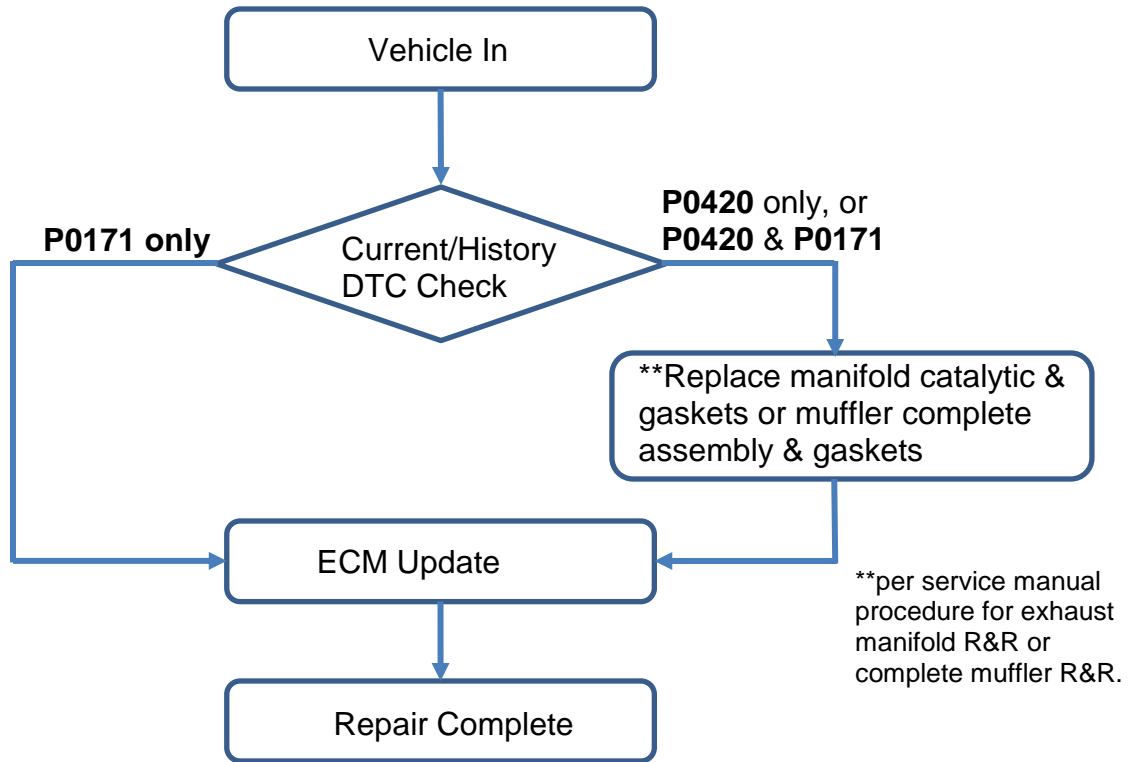 Vehicle In
P0171 only
Current/History
DTC Check
P0420 only, or
P0420 & P0171
**Replace manifold catalytic &
gaskets or muffler complete
assembly & gaskets
ECM Update
**per service manual
procedure for exhaust
manifold R&R or
complete muffler R&R.
Repair Complete